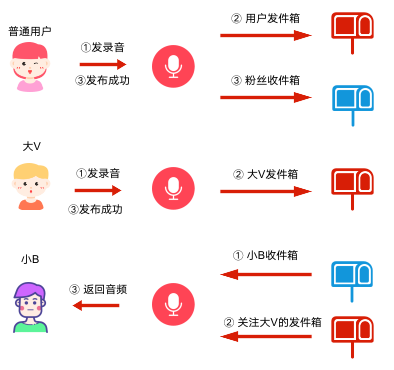 普通用户
①发录音
③发布成功
② 用户发件箱
③ 粉丝收件箱
大V
①发录音
③发布成功
② 大V发件箱
小B
③ 返回音频
① 小B收件箱
② 关注大V的发件箱